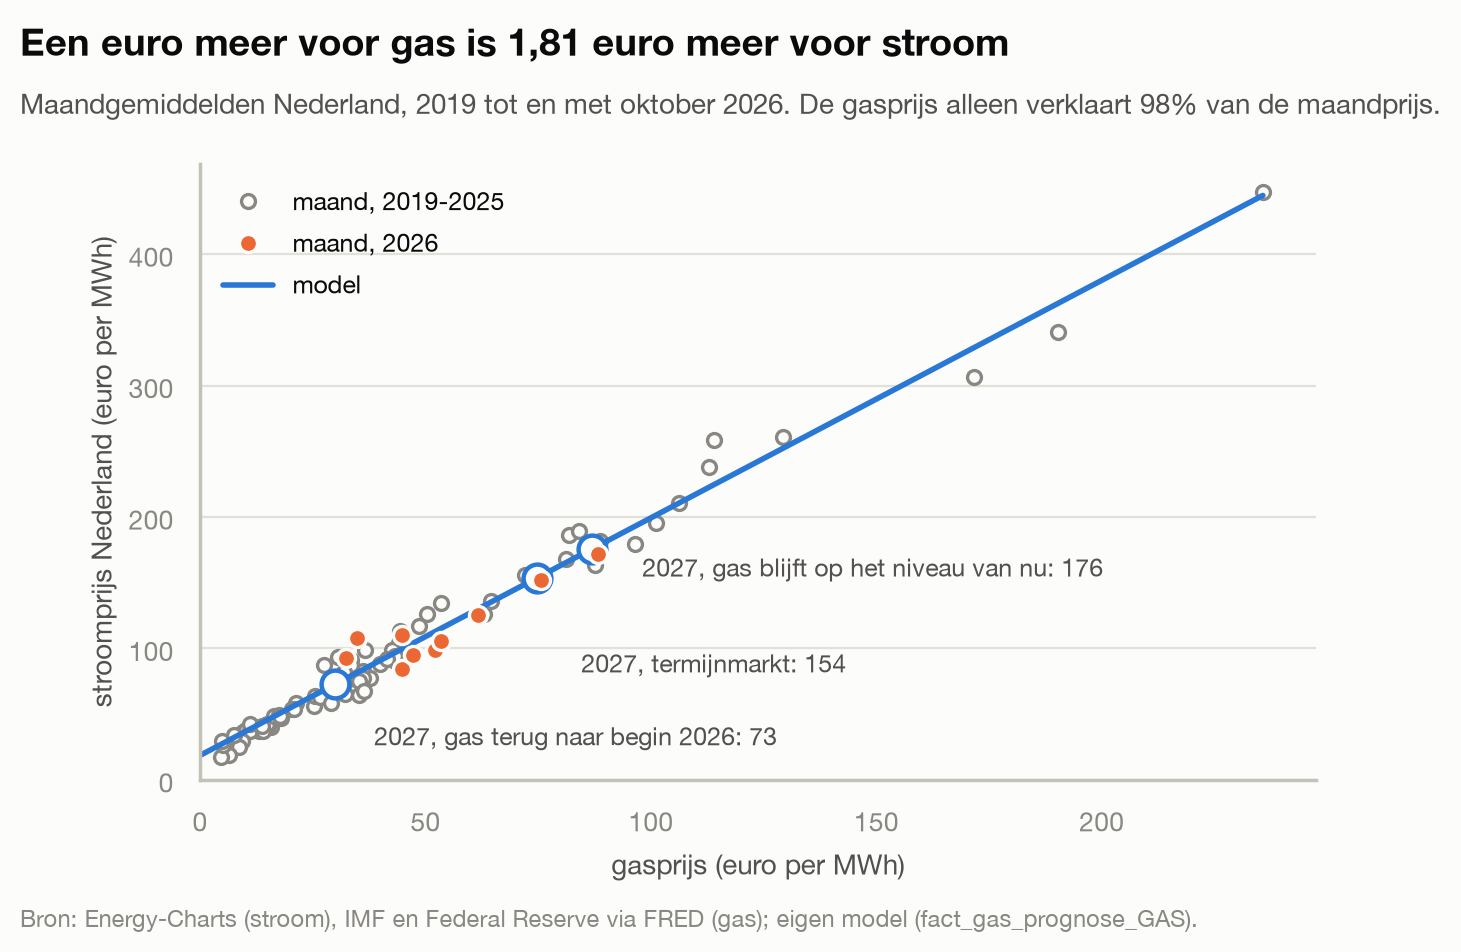 Een euro meer voor gas is 1,81 euro meer voor stroom
Maandgemiddelden Nederland, 2019 tot en met oktober 2026. De gasprijs alleen verklaart 98% van de maandprijs.
maand, 2019-2025
maand, 2026
model
stroomprijs Nederland (euro per MWh)
400
300
200
100
0
2027, gas blijft op het niveau van nu: 176
2027, termijnmarkt: 154
2027, gas terug naar begin 2026: 73
0 50 100 150 200
gasprijs (euro per MWh)
Bron: Energy-Charts (stroom), IMF en Federal Reserve via FRED (gas); eigen model (fact_gas_prognose_GAS).